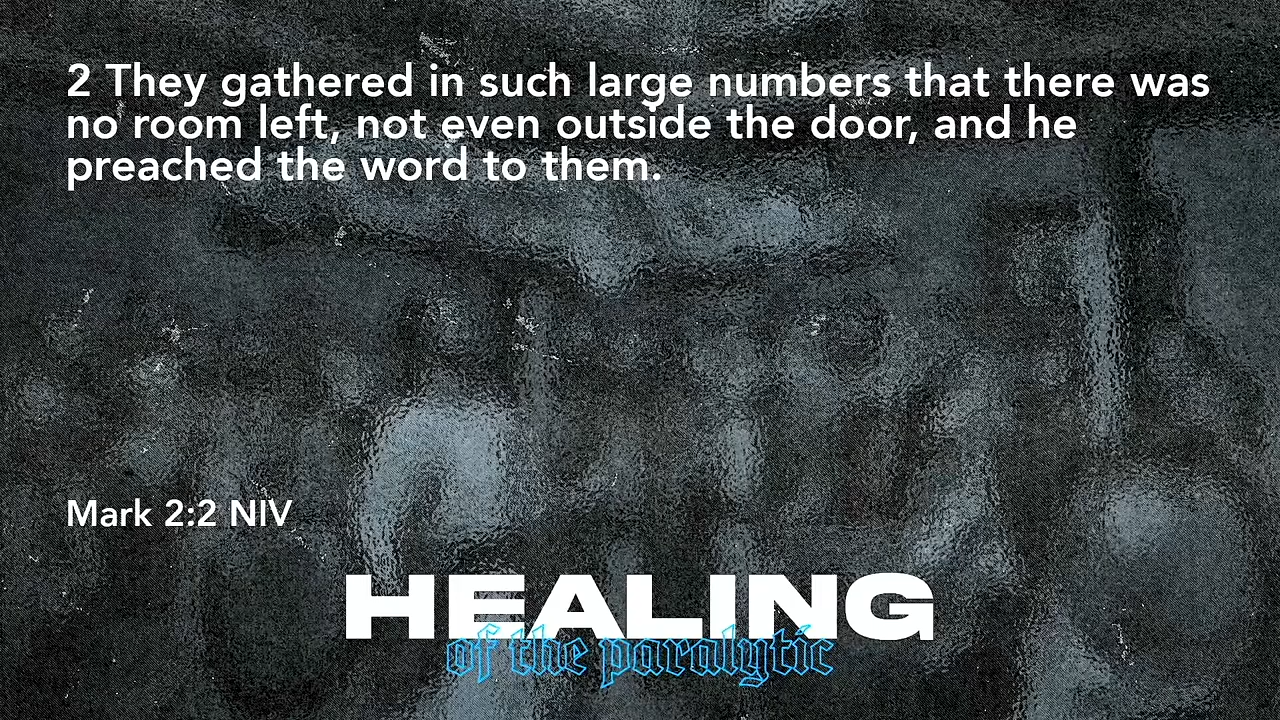 2 They gathered in such large numbers that there was
no room left, not even outside the door, and he
preached the word to them.
Mark 2:2 NIV
HEALING
of the paralytic